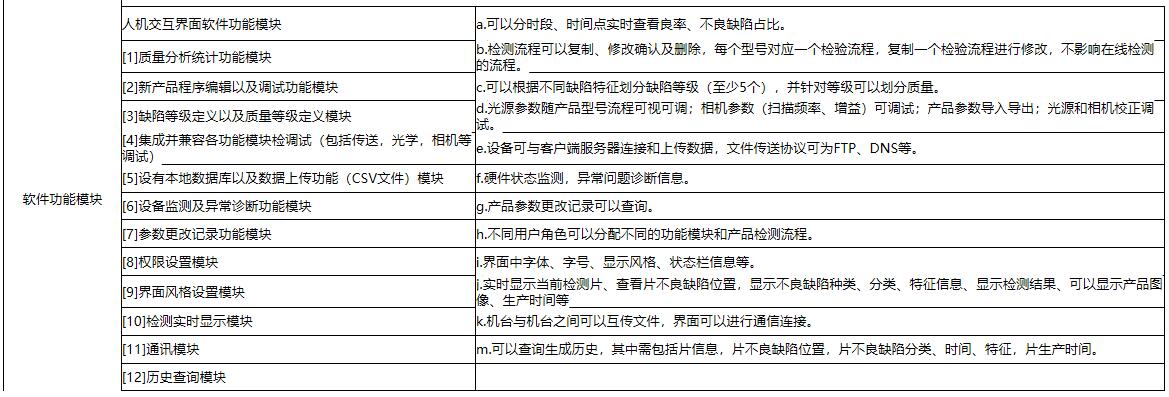 人机交互界面软件功能模块
a.可以分时段、时间点实时查看良率、不良缺陷占比。
[1]质量分析统计功能模块
b.检测流程可以复制、修改确认及删除，每个型号对应一个检验流程，复制一个检验流程进行修改，不影响在线检测
的流程。
[2]新产品程序编辑以及调试功能模块
c.可以根据不同缺陷特征划分缺陷等级（至少5个），并针对等级可以划分质量。
[3]缺陷等级定义以及质量等级定义模块
d.光源参数随产品型号流程可视可调；相机参数（扫描频率、增益）可调试；产品参数导入导出；光源和相机校正调
试。
[4]集成并兼容各功能模块检调试（包括传送，光学，相机等
调试）
e.设备可与客户端服务器连接和上传数据，文件传送协议可为FTP、DNS等。
[5]设有本地数据库以及数据上传功能（CSV文件）模块
f.硬件状态监测，异常问题诊断信息。
软件功能模块
[6]设备监测及异常诊断功能模块
g.产品参数更改记录可以查询。
[7]参数更改记录功能模块
h.不同用户角色可以分配不同的功能模块和产品检测流程。
[8]权限设置模块
i.界面中字体、字号、显示风格、状态栏信息等。
[9]界面风格设置模块
j.实时显示当前检测片、查看片不良缺陷位置，显示不良缺陷种类、分类、特征信息、显示检测结果、可以显示产品图
像、生产时间等
[10]检测实时显示模块
k.机台与机台之间可以互传文件，界面可以进行通信连接。
[11]通讯模块
m.可以查询生成历史，其中需包括片信息，片不良缺陷位置，片不良缺陷分类、时间、特征，片生产时间。
[12]历史查询模块